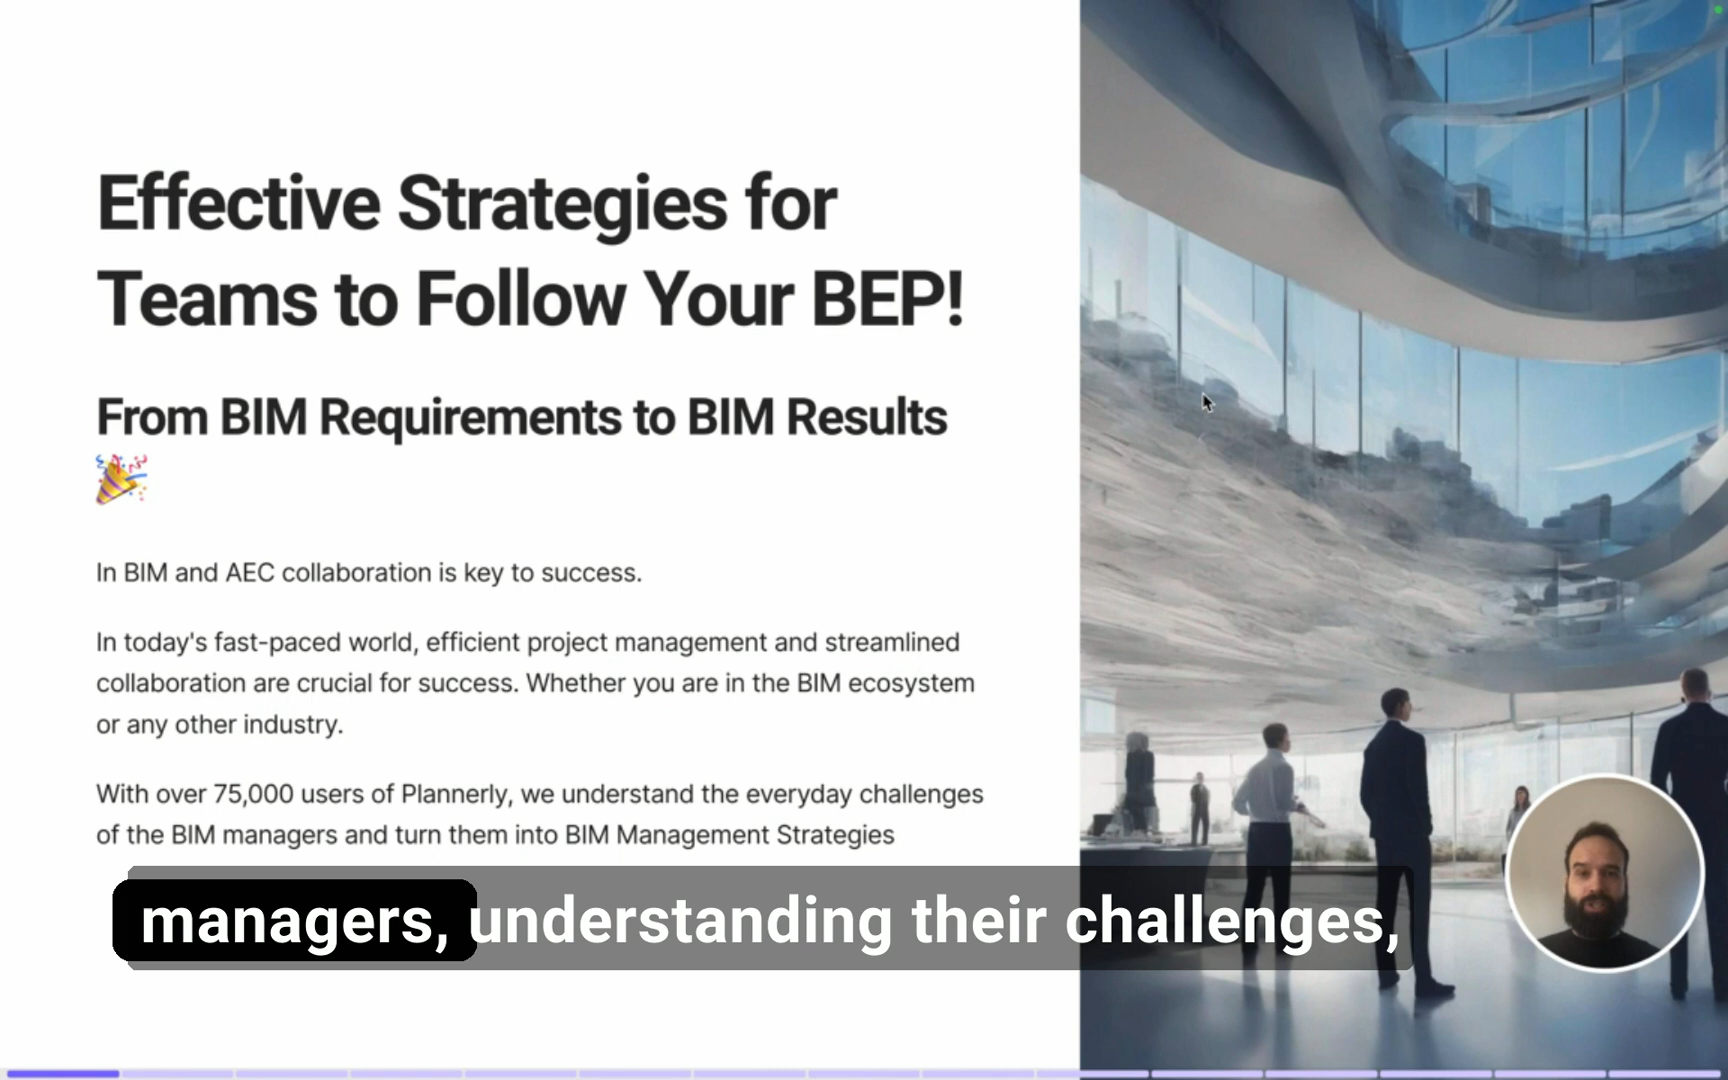 Effective Strategies for
Teams to Follow Your BEP!
From BIM Requirements to BIM Results
🎉
In BIM and AEC collaboration is key to success.
In today's fast-paced world, efficient project management and streamlined
collaboration are crucial for success. Whether you are in the BIM ecosystem
or any other industry.
With over 75,000 users of Plannerly, we understand the everyday challenges
of the BIM managers and turn them into BIM Management Strategies
managers, understanding their challenges,